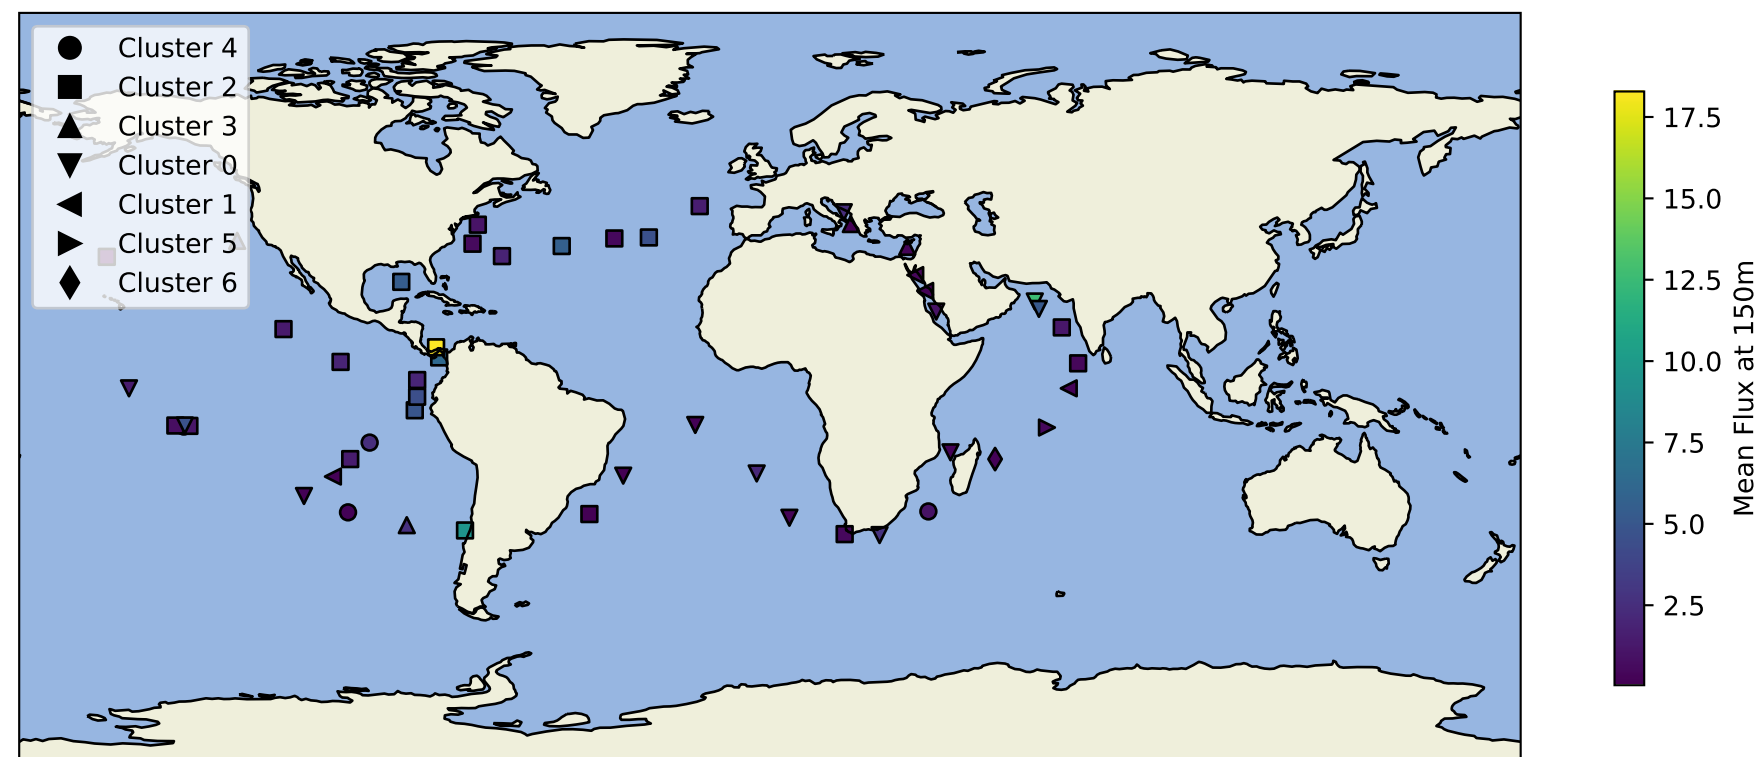 Cluster 4
Cluster 2
Cluster 3
Cluster 0
Cluster 1
Cluster 5
Cluster 6
17.5
15.0
12.5
10.0
7.5
5.0
2.5
Mean Flux at 150m